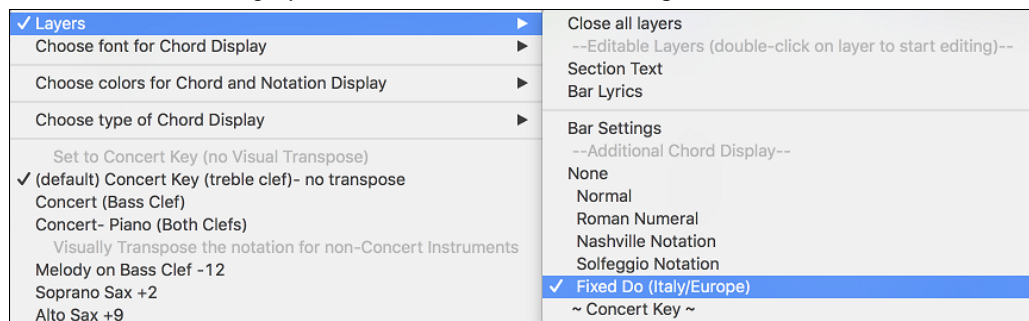 ✓ Layers ▶
Choose font for Chord Display ▶
Choose colors for Chord and Notation Display ▶
Choose type of Chord Display ▶
Set to Concert Key (no Visual Transpose)
✓ (default) Concert Key (treble clef)- no transpose
Concert (Bass Clef)
Concert- Piano (Both Clefs)
Visually Transpose the notation for non-Concert Instruments
Melody on Bass Clef -12
Soprano Sax +2
Alto Sax +9
Close all layers
--Editable Layers (double-click on layer to start editing)--
Section Text
Bar Lyrics
Bar Settings
--Additional Chord Display--
None
Normal
Roman Numeral
Nashville Notation
Solfeggio Notation
✓ Fixed Do (Italy/Europe)
~ Concert Key ~